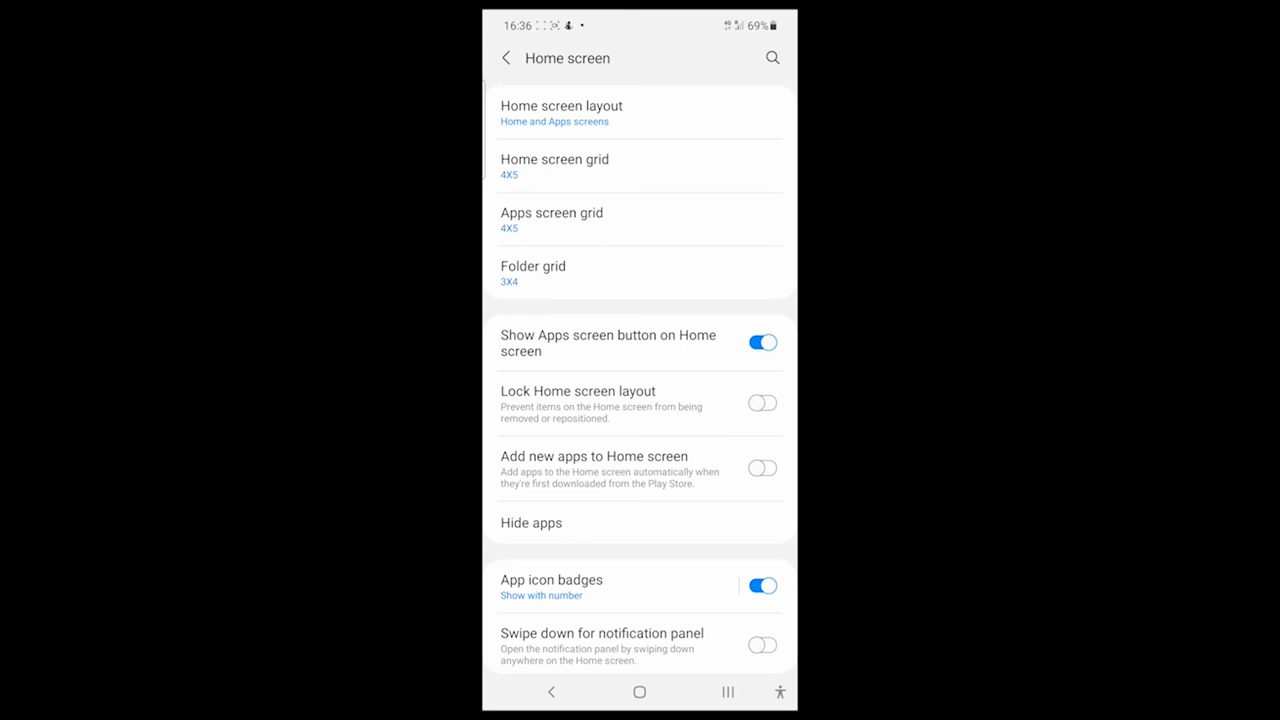 16:36
69%
Home screen
Home screen layout
Home and Apps screens
Home screen grid
4X5
Apps screen grid
4X5
Folder grid
3X4
Show Apps screen button on Home
screen
Lock Home screen layout
Prevent items on the Home screen from being
removed or repositioned.
Add new apps to Home screen
Add apps to the Home screen automatically when
they're first downloaded from the Play Store.
Hide apps
App icon badges
Show with number
Swipe down for notification panel
Open the notification panel by swiping down
anywhere on the Home screen.